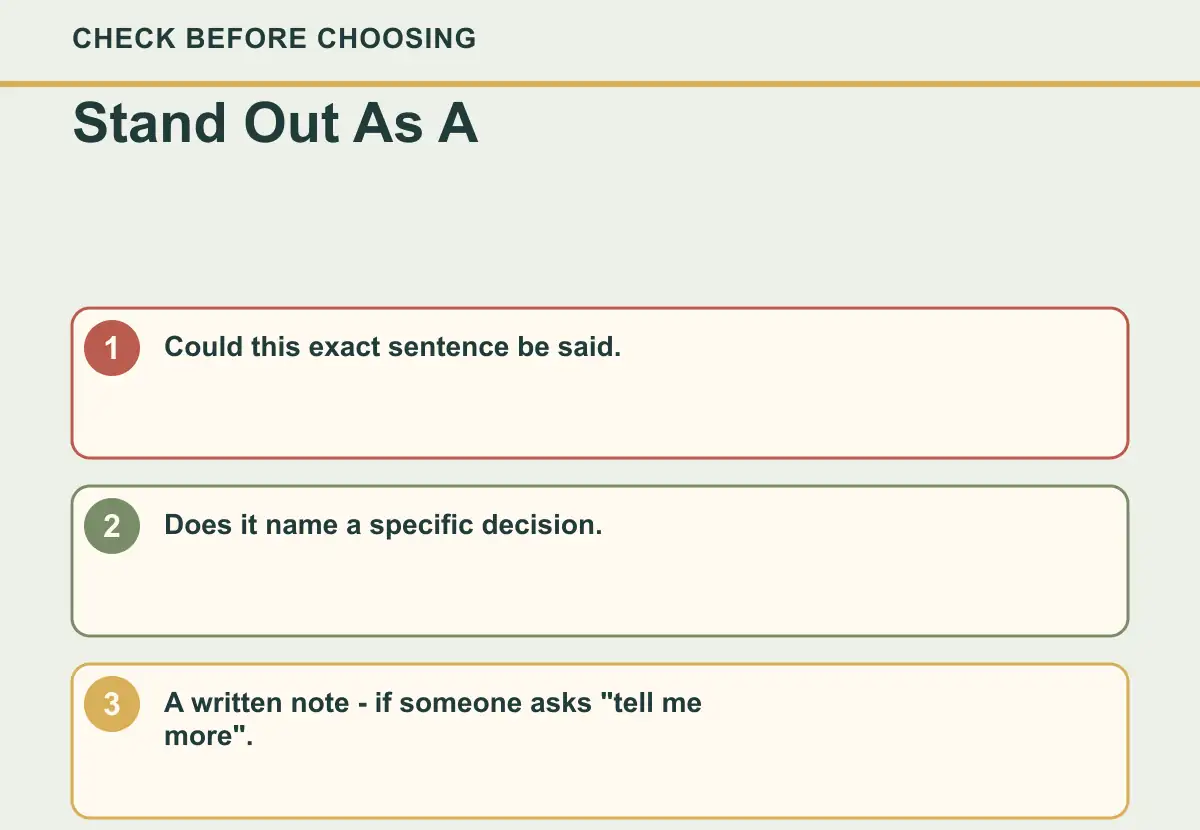 CHECK BEFORE CHOOSING
Stand Out As A
1
Could this exact sentence be said.
2
Does it name a specific decision.
3
A written note - if someone asks "tell me
more".